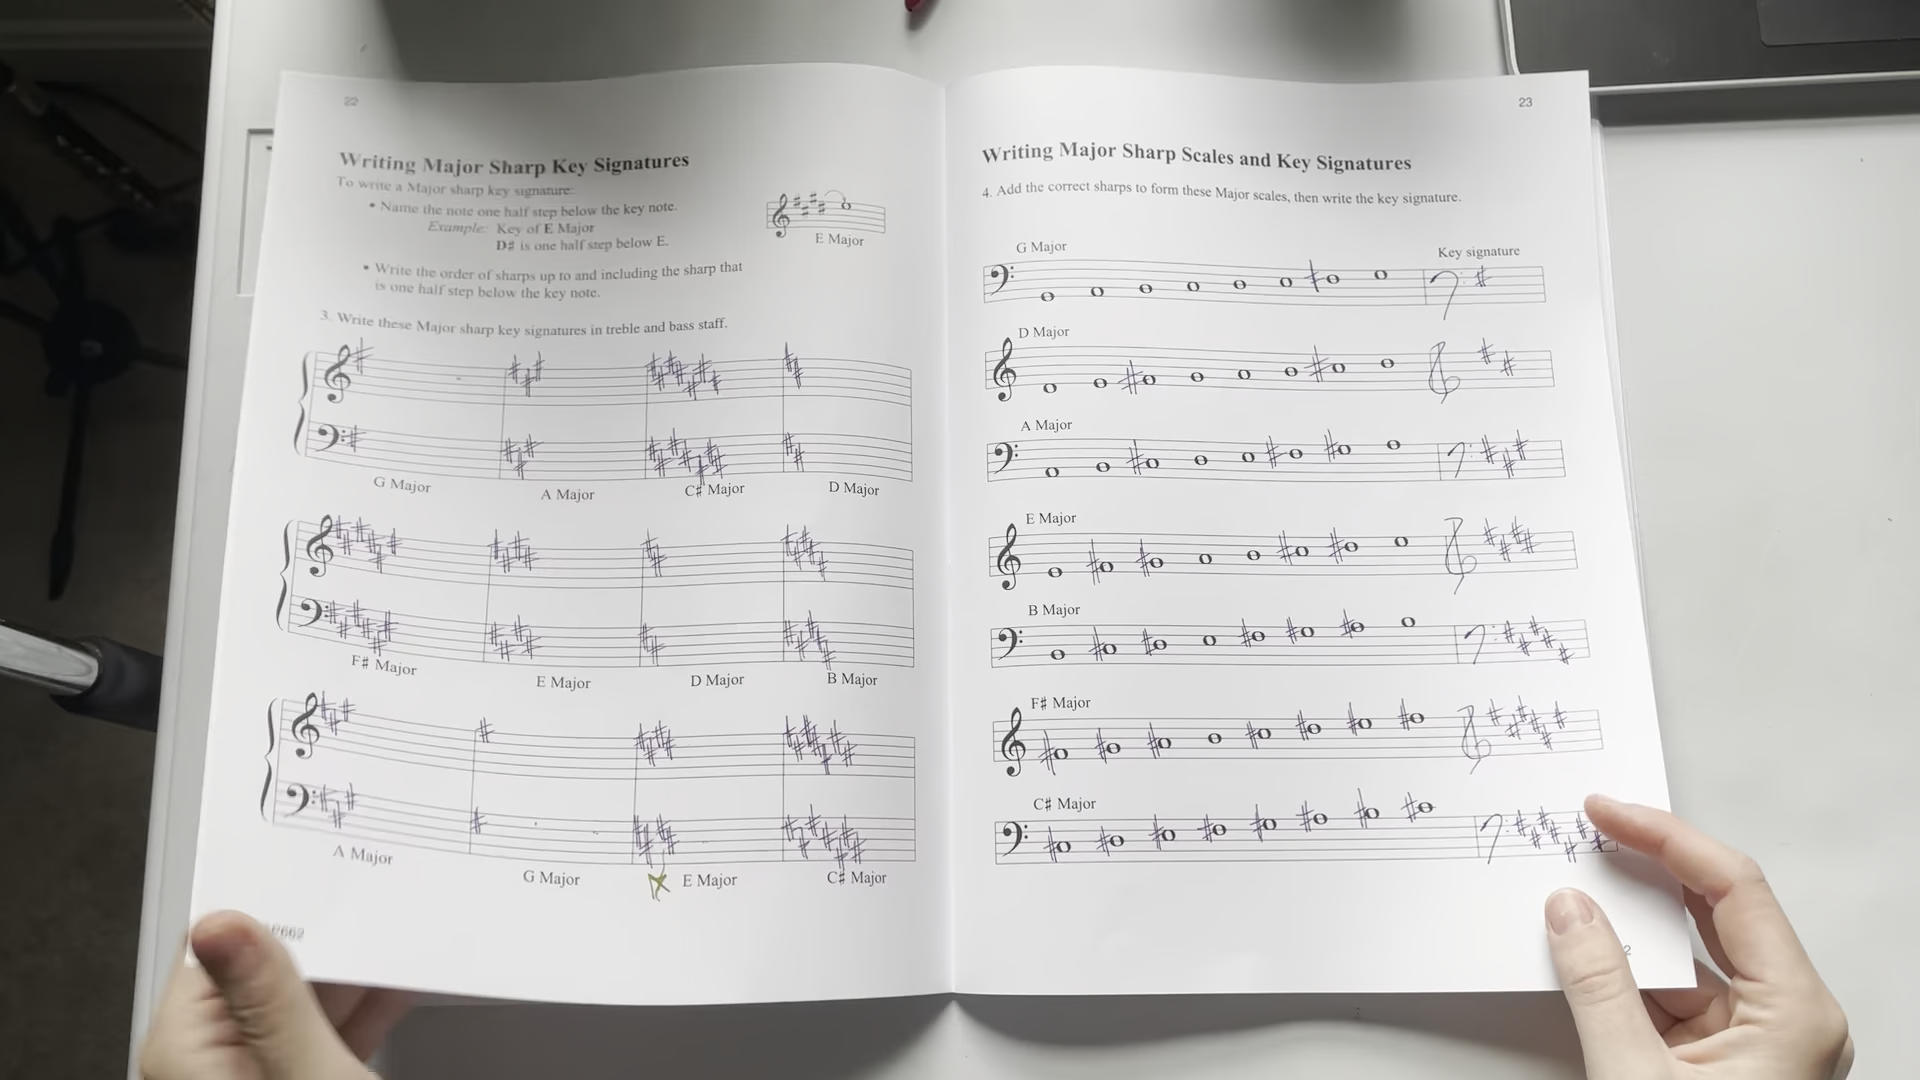 22
Writing Major Sharp Key Signatures
To write a Major sharp key signature:
• Name the note one half step below the key note.
Example: Key of E Major
D♯ is one half step below E.
E Major
• Write the order of sharps up to and including the sharp that
is one half step below the key note.
3. Write these Major sharp key signatures in treble and bass staff.
G Major
A Major
C♯ Major
D Major
F♯ Major
E Major
D Major
B Major
A Major
G Major
E Major
C♯ Major
23
Writing Major Sharp Scales and Key Signatures
4. Add the correct sharps to form these Major scales, then write the key signature.
G Major
Key signature
D Major
A Major
E Major
B Major
F♯ Major
C♯ Major